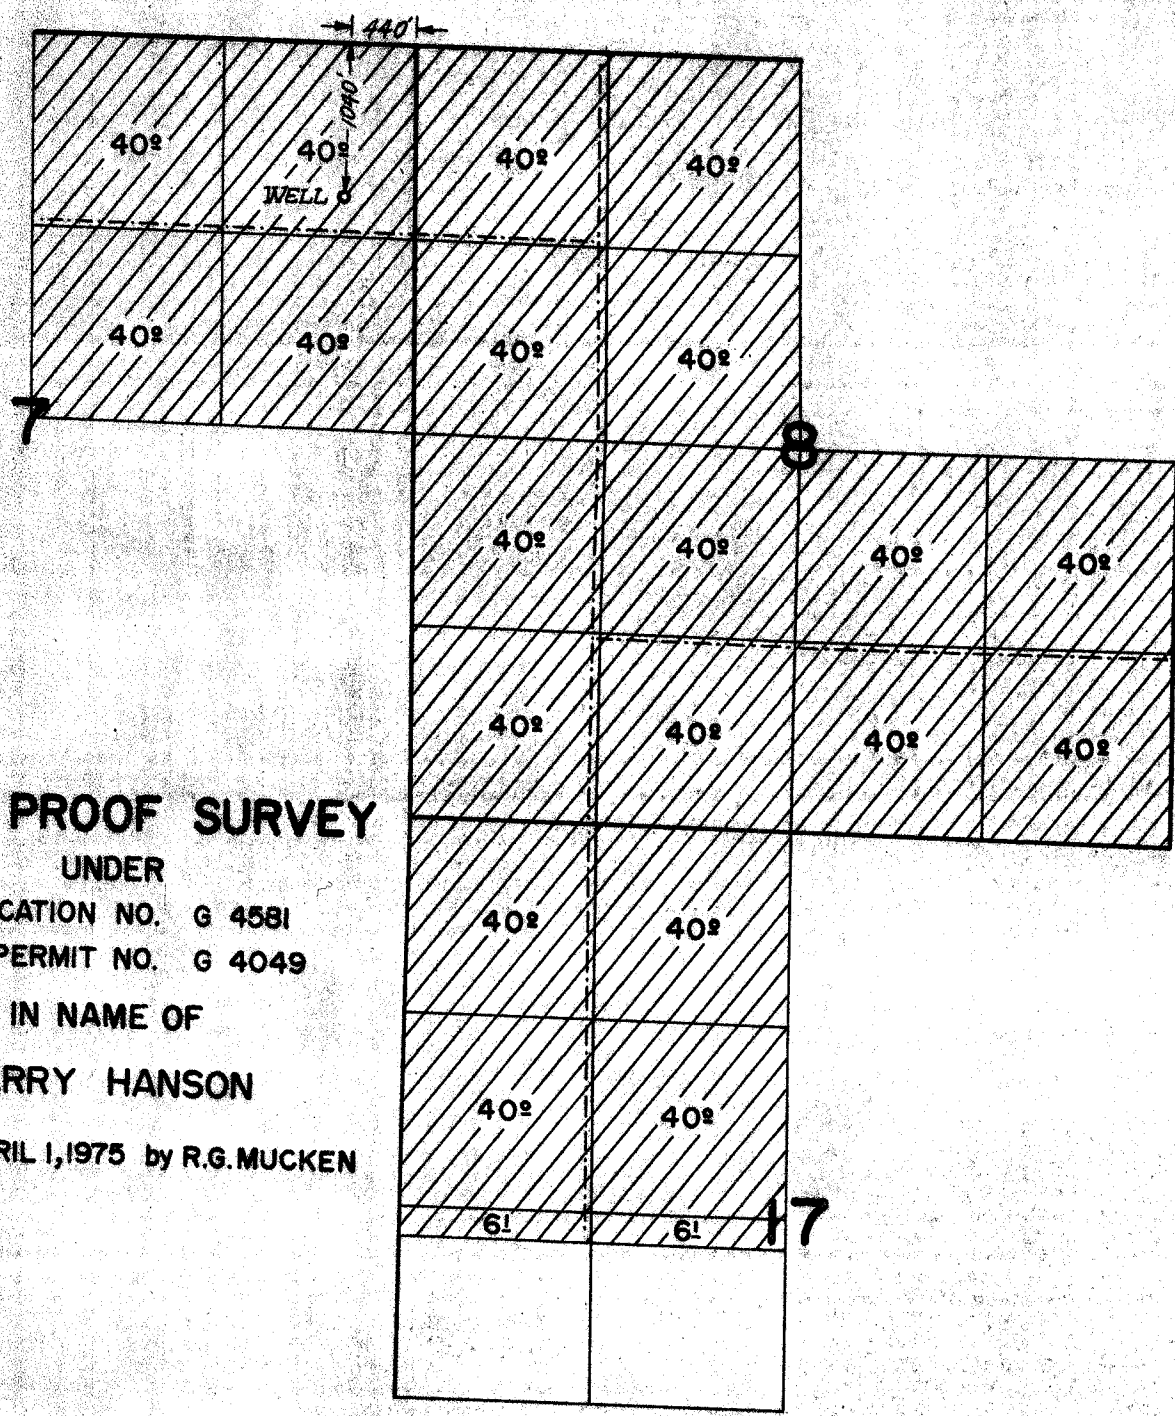 440'
1040'
40º 40º 40º 40º
WELL
40º 40º 40º 40º
7
8
40º 40º 40º 40º
40º 40º 40º 40º
PROOF SURVEY
UNDER
CATION NO. G 4581
PERMIT NO. G 4049
IN NAME OF
RRY HANSON
RIL 1, 1975 by R.G. MUCKEN
40º 40º
40º 40º
6¹ 6¹
17